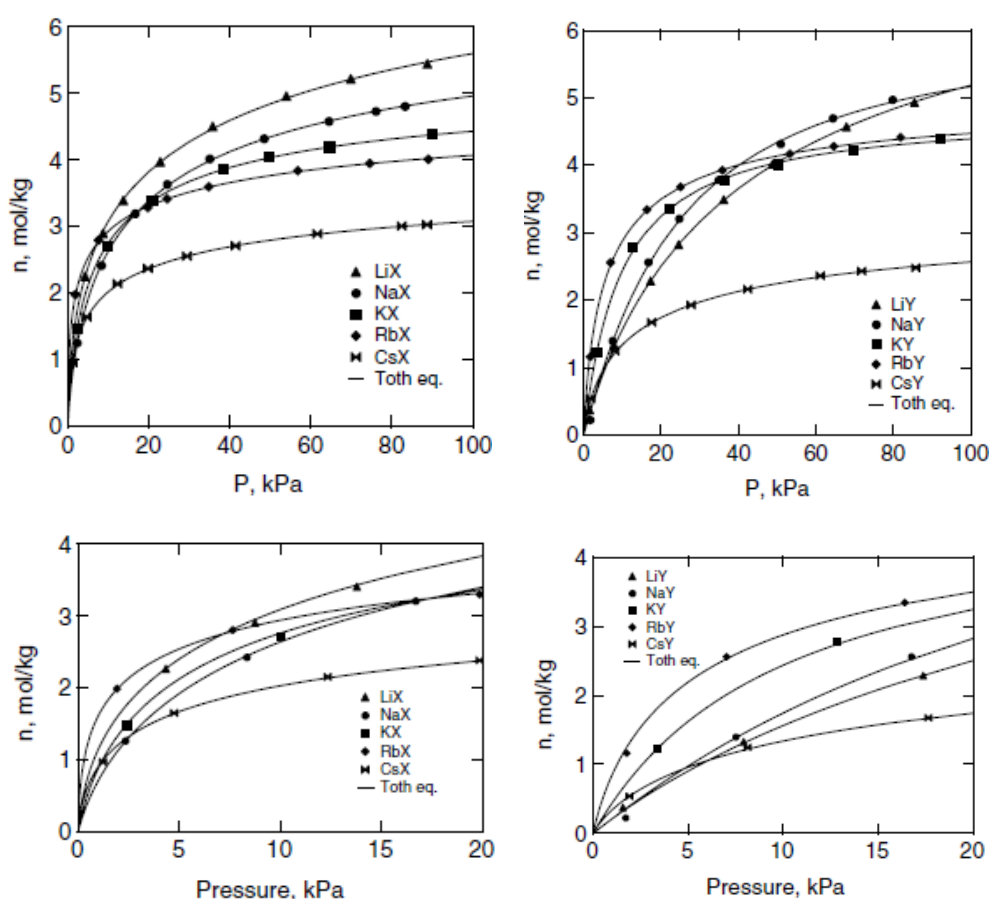 6
5
4
3
2
1
0
n, mol/kg
LiX
NaX
KX
RbX
CsX
Toth eq.
0 20 40 60 80 100
P, kPa
6
5
4
3
2
1
0
n, mol/kg
LiY
NaY
KY
RbY
CsY
Toth eq.
0 20 40 60 80 100
P, kPa
4
3
2
1
0
n, mol/kg
LiX
NaX
KX
RbX
CsX
Toth eq.
0 5 10 15 20
Pressure, kPa
4
3
2
1
0
n, mol/kg
LiY
NaY
KY
RbY
CsY
Toth eq.
0 5 10 15 20
Pressure, kPa